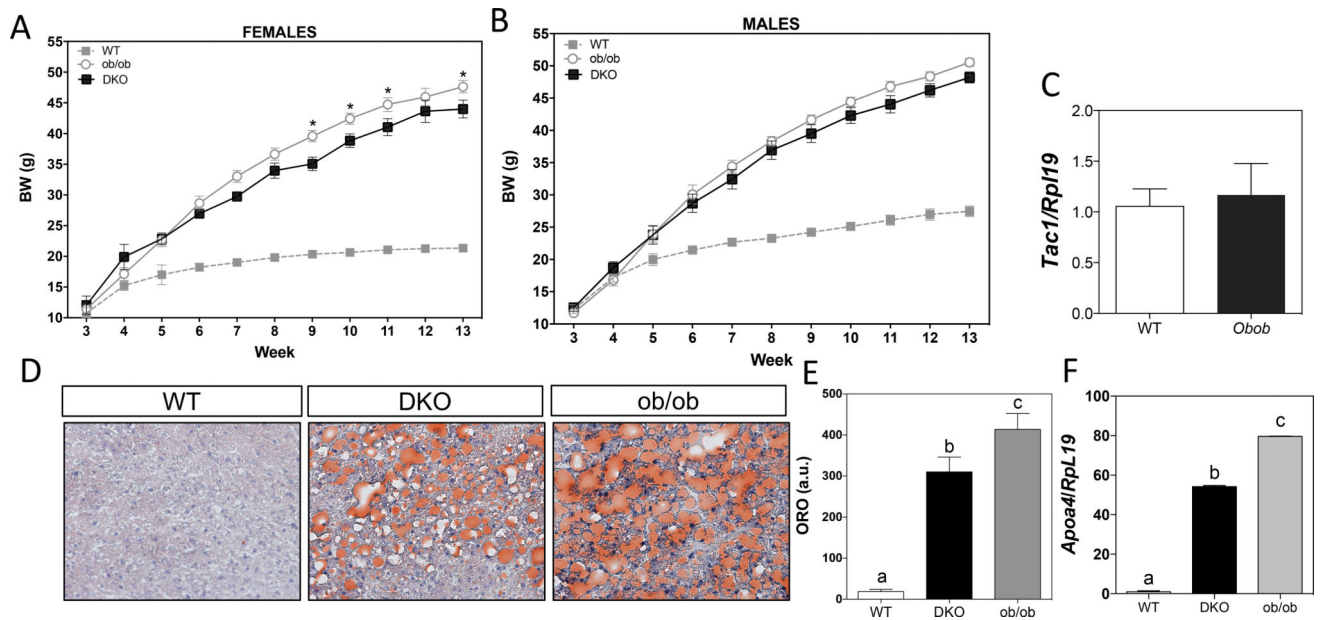 A
FEMALES
WT
ob/ob
DKO
BW (g)
55
50
45
40
35
30
25
20
15
10
* * * *
3 4 5 6 7 8 9 10 11 12 13
Week
B
MALES
WT
ob/ob
DKO
BW (g)
55
50
45
40
35
30
25
20
15
10
3 4 5 6 7 8 9 10 11 12 13
Week
C
Tac1/Rpl19
2.0
1.5
1.0
0.5
0.0
WT Obob
D
WT DKO ob/ob
E
ORO (a.u.)
500
400
300
200
100
0
a b c
WT DKO ob/ob
F
Apoa4/RpL19
100
80
60
40
20
0
a b c
WT DKO ob/ob